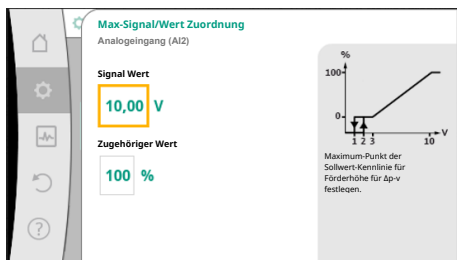 Max-Signal/Wert Zuordnung
Analogeingang (AI2)
Signal Wert
10,00 V
Zugehöriger Wert
100 %
%
100
0
1 2 3 10 V
Maximum-Punkt der
Sollwert-Kennlinie für
Förderhöhe für Δp-v
festlegen.
?